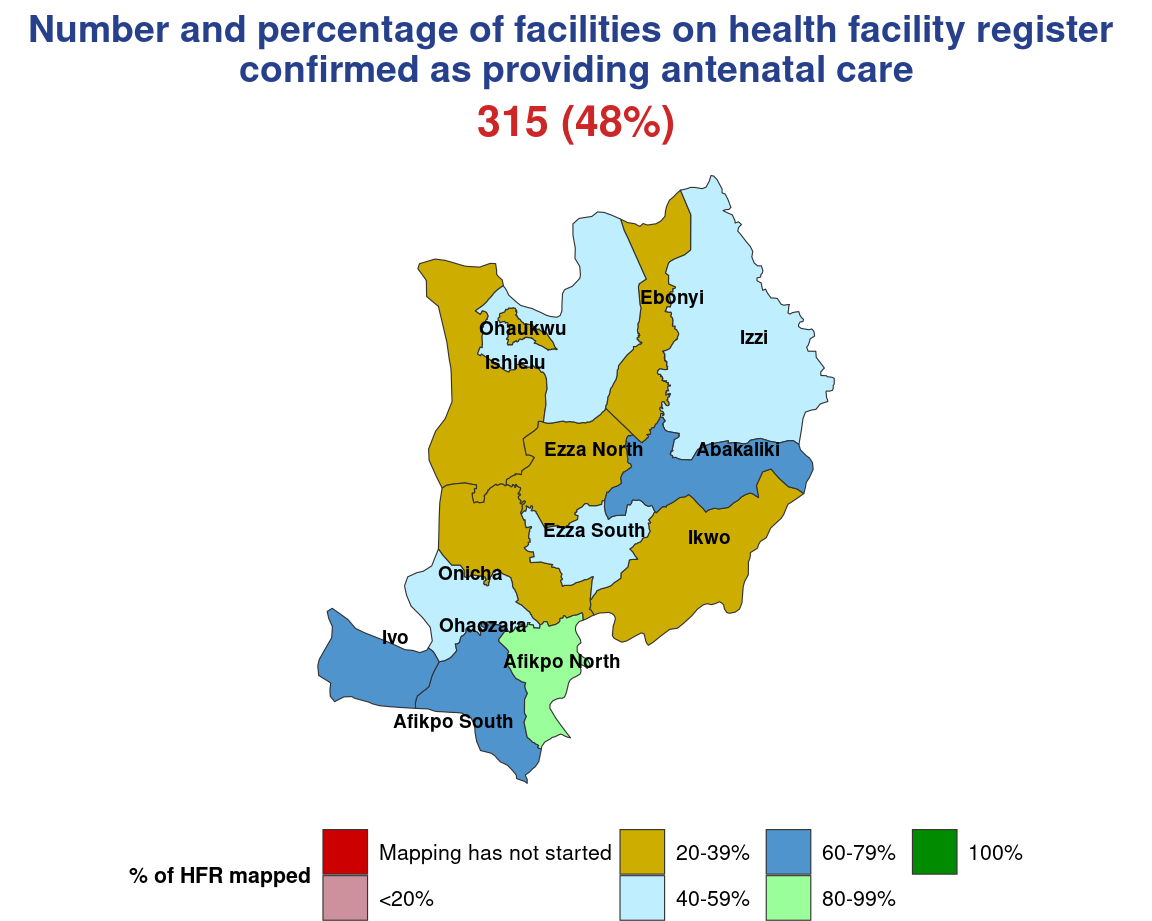 Number and percentage of facilities on health facility register
confirmed as providing antenatal care
315 (48%)
Ebonyi
Ohaukwu
Izzi
Ishielu
Ezza North
Abakaliki
Ezza South
Ikwo
Onicha
Ohaozara
Ivo
Afikpo North
Afikpo South
% of HFR mapped
Mapping has not started
<20%
20-39%
40-59%
60-79%
80-99%
100%